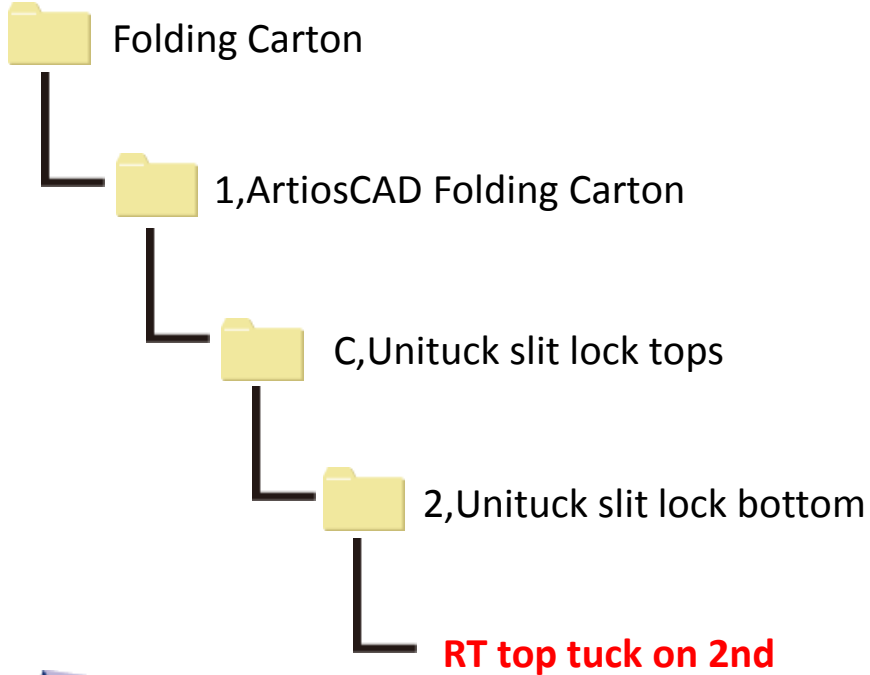 Folding Carton
1,ArtiosCAD Folding Carton
C,Unituck slit lock tops
2,Unituck slit lock bottom
RT top tuck on 2nd